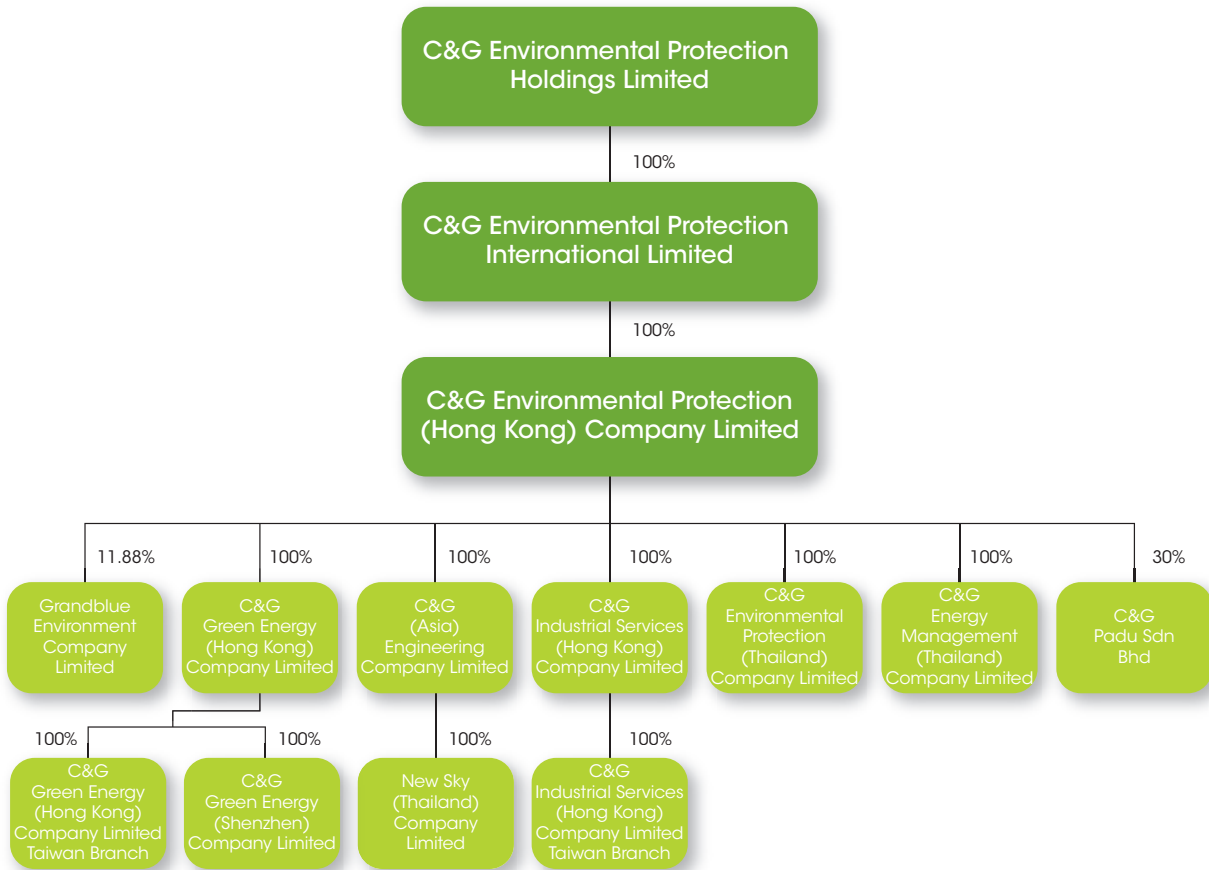 C&G Environmental Protection
Holdings Limited
100%
C&G Environmental Protection
International Limited
100%
C&G Environmental Protection
(Hong Kong) Company Limited
11.88%
100%
100%
100%
100%
100%
30%
Grandblue
Environment
Company
Limited
C&G
Green Energy
(Hong Kong)
Company Limited
C&G
(Asia)
Engineering
Company Limited
C&G
Industrial Services
(Hong Kong)
Company Limited
C&G
Environmental
Protection
(Thailand)
Company Limited
C&G
Energy
Management
(Thailand)
Company Limited
C&G
Padu Sdn
Bhd
100%
100%
100%
100%
C&G
Green Energy
(Hong Kong)
Company Limited
Taiwan Branch
C&G
Green Energy
(Shenzhen)
Company Limited
New Sky
(Thailand)
Company
Limited
C&G
Industrial Services
(Hong Kong)
Company Limited
Taiwan Branch